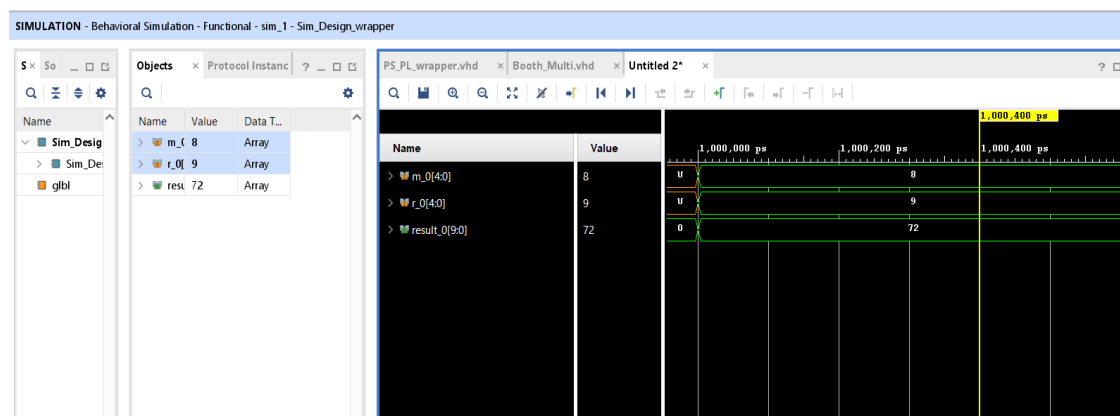 SIMULATION - Behavioral Simulation - Functional - sim_1 - Sim_Design_wrapper
S × So
Objects × Protocol Instanc ?
PS_PL_wrapper.vhd × Booth_Multi.vhd × Untitled 2* × ?
Name
Sim_Desig
Sim_De
glbl
Name Value Data T...
m_( 8 Array
r_0[ 9 Array
resu 72 Array
1,000,400 ps
Name Value
1,000,000 ps 1,000,200 ps 1,000,400 ps
m_0[4:0] 8 U 8
r_0[4:0] 9 U 9
result_0[9:0] 72 0 72